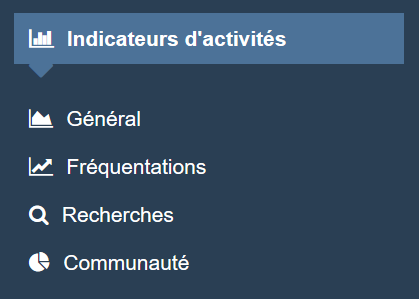 Indicateurs d'activités
Général
Fréquentations
Recherches
Communauté